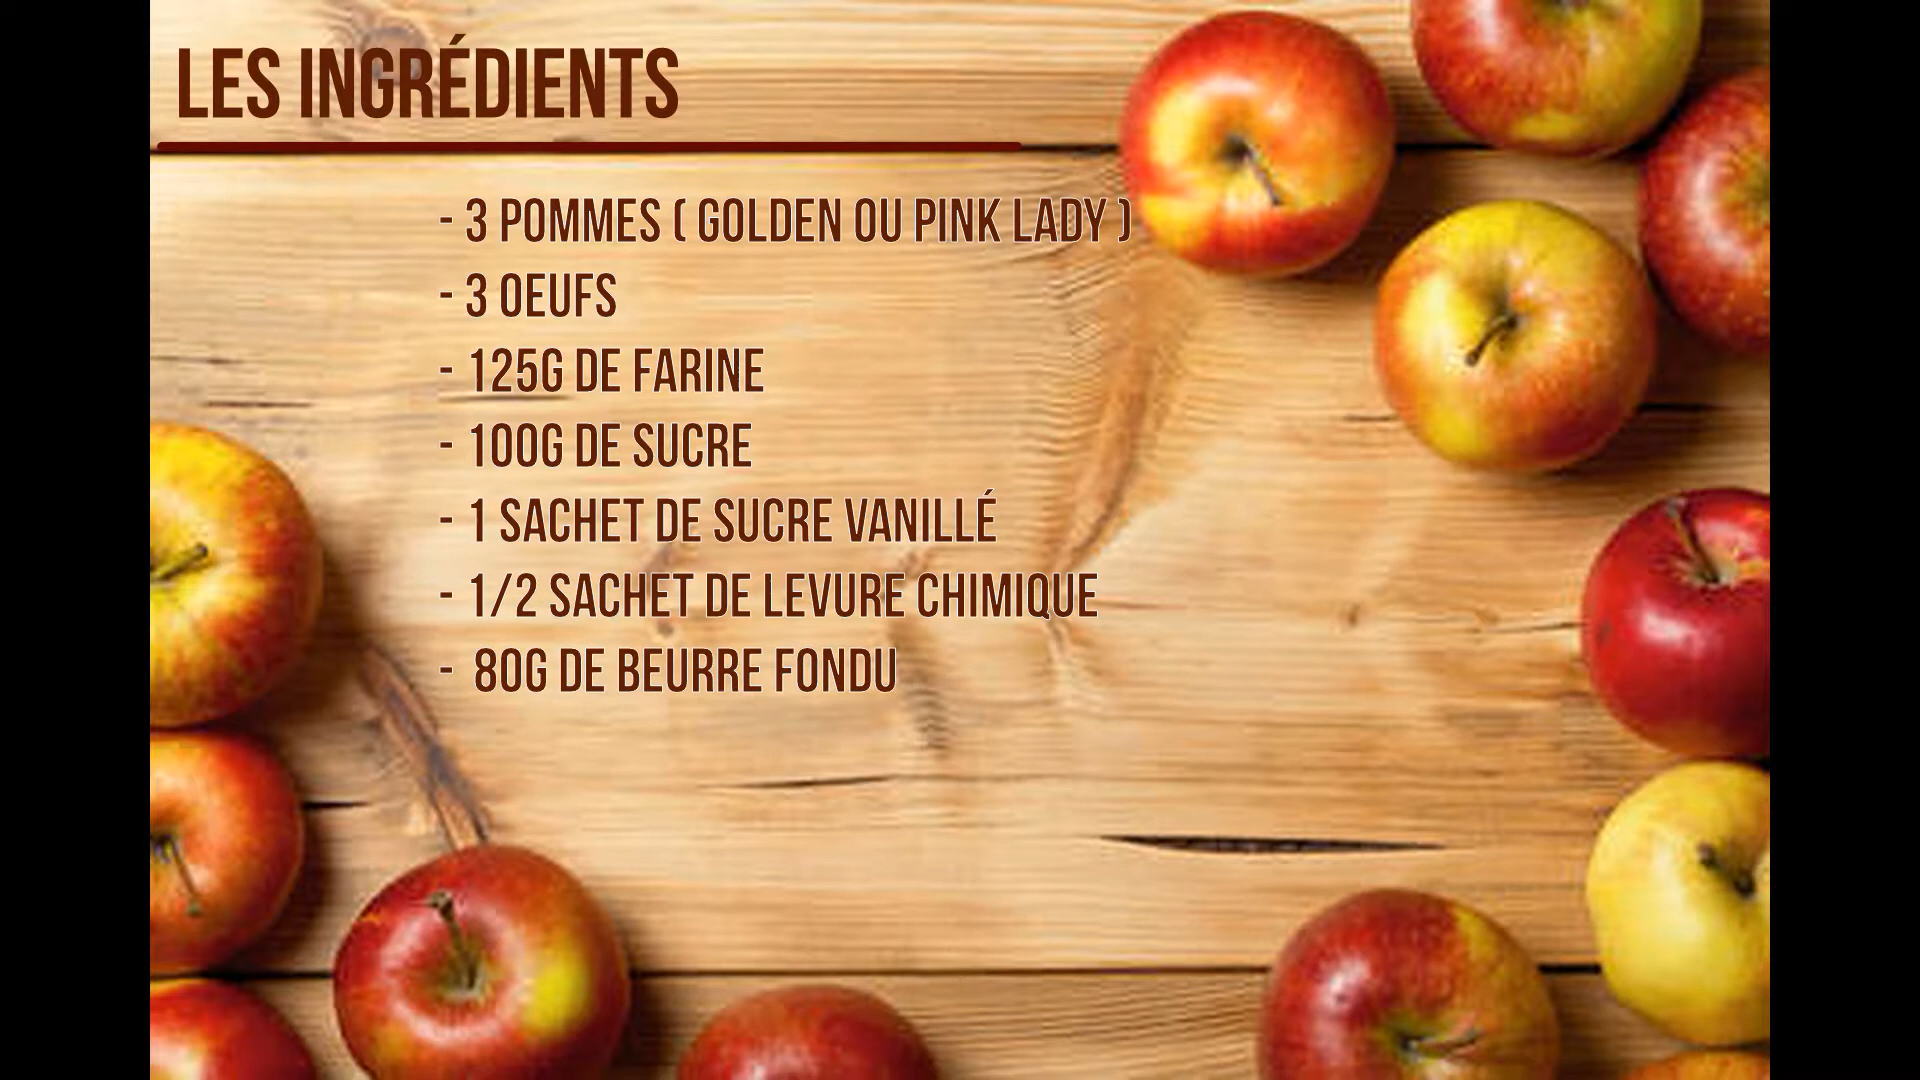 LES INGRÉDIENTS
- 3 POMMES ( GOLDEN OU PINK LADY )
- 3 OEUFS
- 125G DE FARINE
- 100G DE SUCRE
- 1 SACHET DE SUCRE VANILLÉ
- 1/2 SACHET DE LEVURE CHIMIQUE
- 80G DE BEURRE FONDU